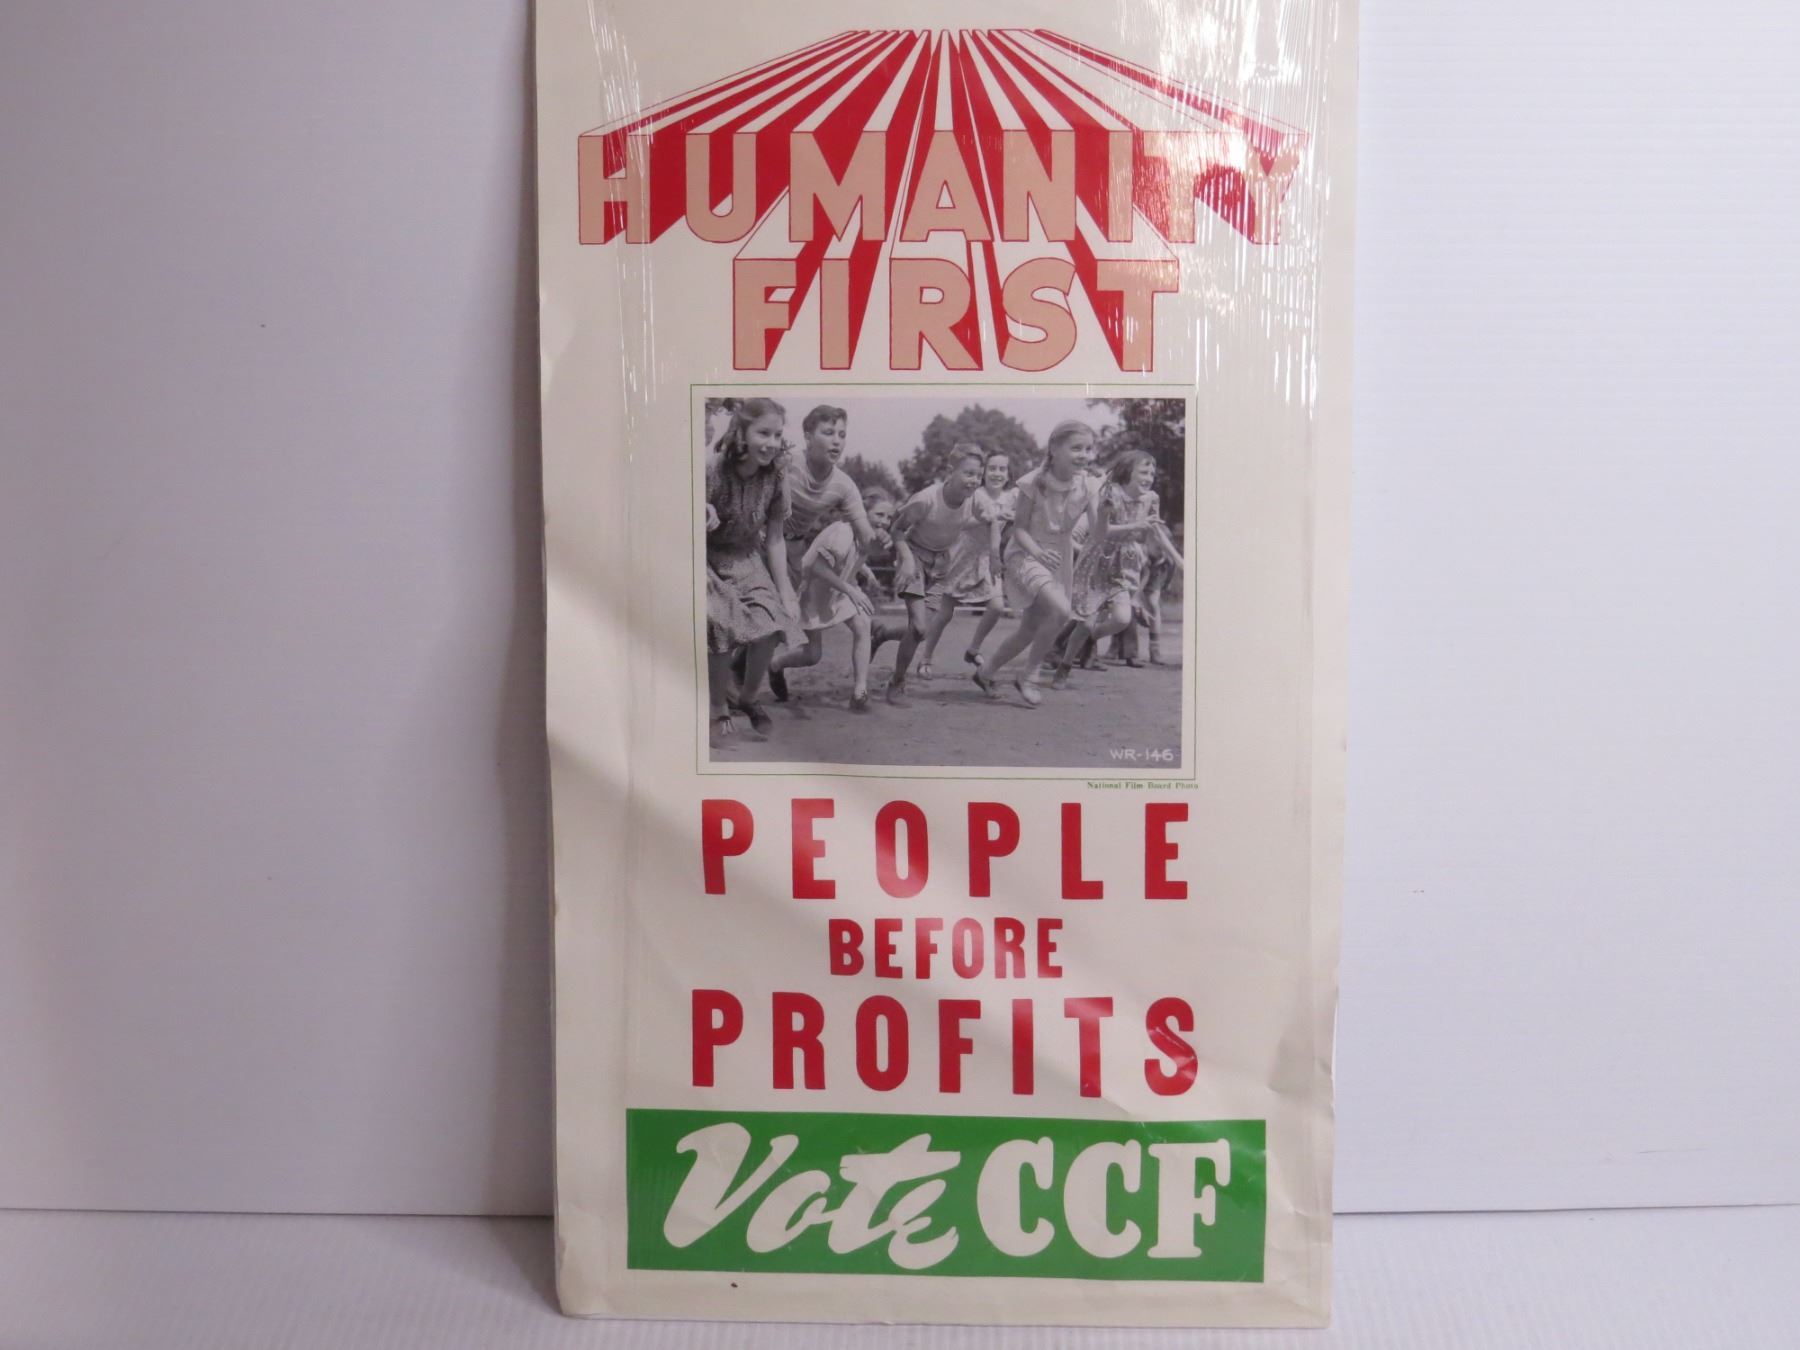 HUMANITY
FIRST
WR-146
National Film Board Photo
PEOPLE
BEFORE
PROFITS
Vote CCF